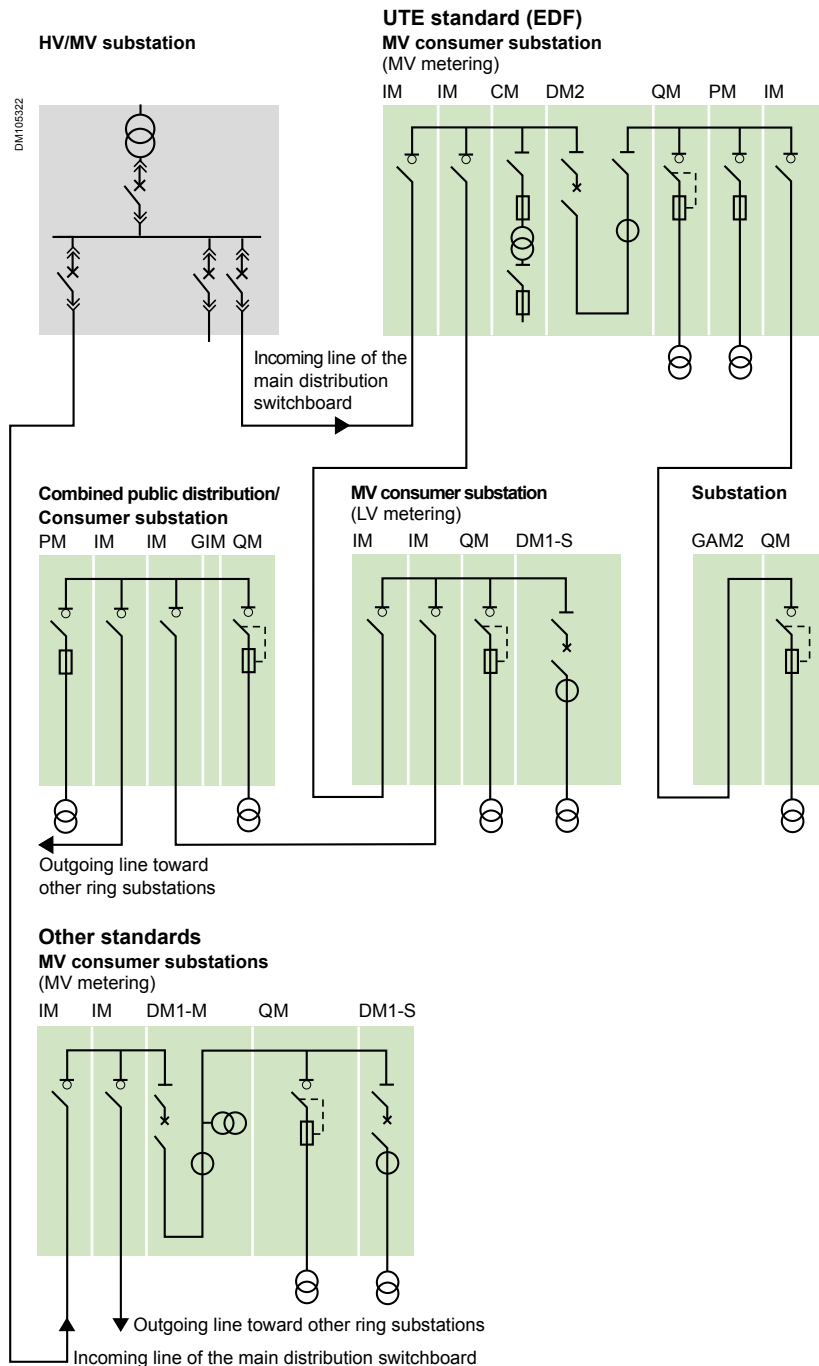 UTE standard (EDF)
HV/MV substation
MV consumer substation
(MV metering)
IM IM CM DM2 QM PM IM
DM105322
Incoming line of the
main distribution
switchboard
Combined public distribution/
Consumer substation
PM IM IM GIM QM
MV consumer substation
(LV metering)
IM IM QM DM1-S
Substation
GAM2 QM
Outgoing line toward
other ring substations
Other standards
MV consumer substations
(MV metering)
IM IM DM1-M QM DM1-S
Outgoing line toward other ring substations
Incoming line of the main distribution switchboard